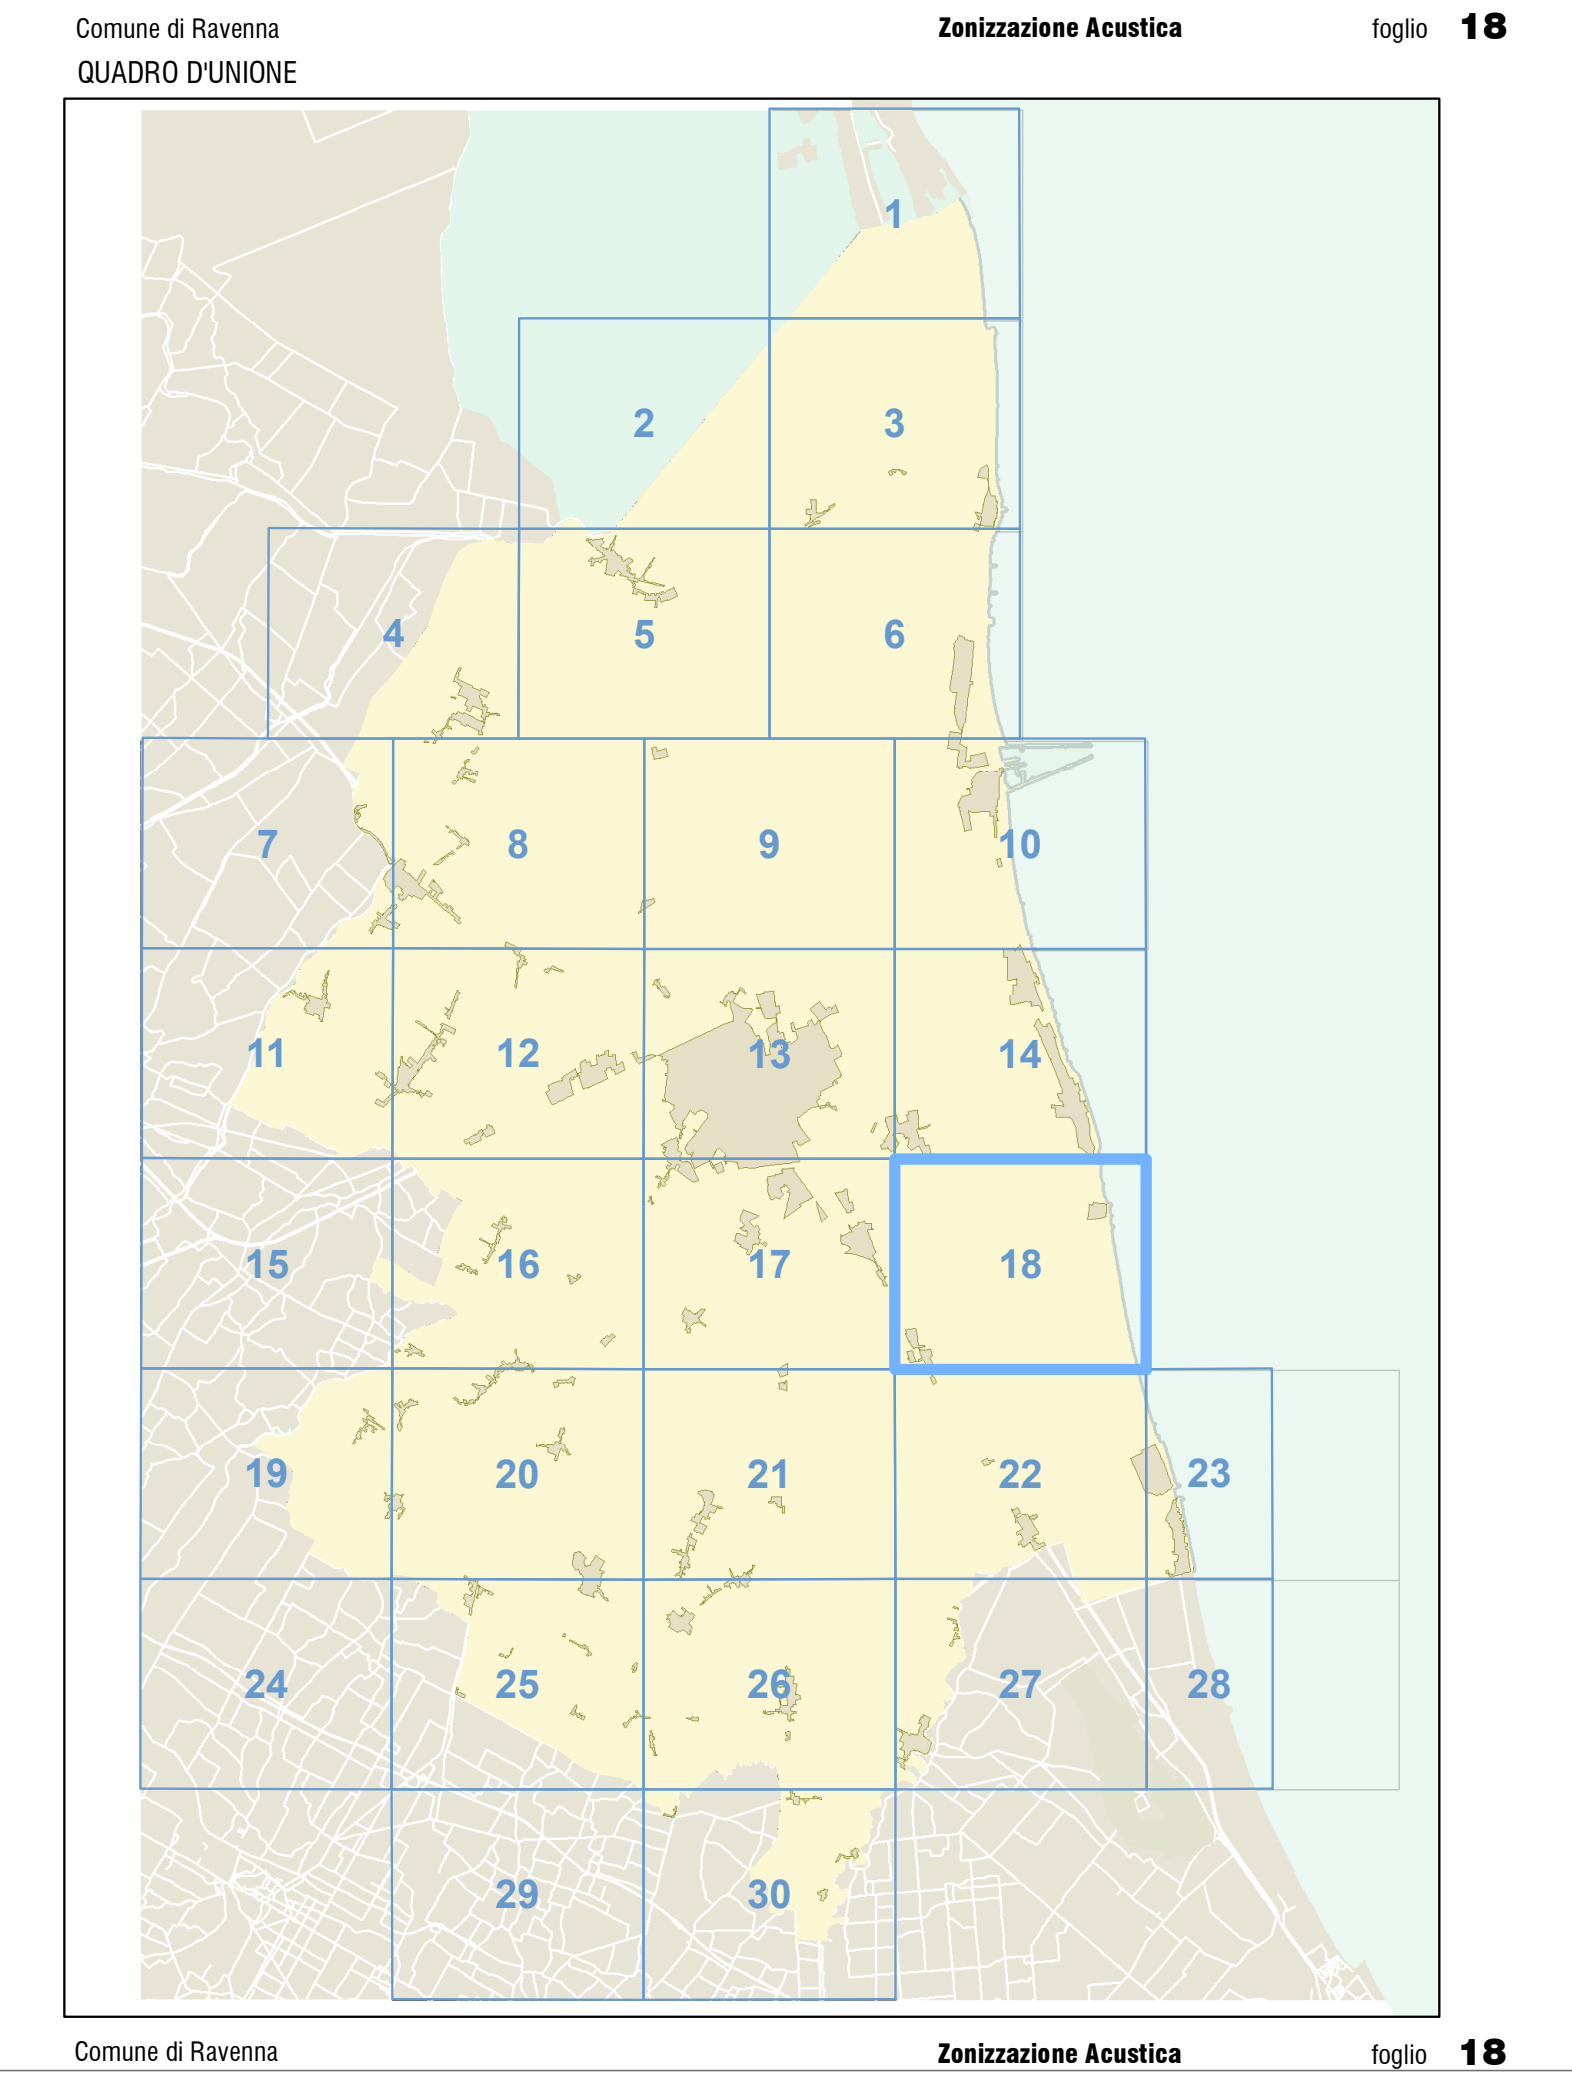 Comune di Ravenna Zonizzazione Acustica foglio 18
QUADRO D'UNIONE
1
2 3
4 5 6
7 8 9 10
11 12 13 14
15 16 17 18
19 20 21 22 23
24 25 26 27 28
29 30
Comune di Ravenna Zonizzazione Acustica foglio 18